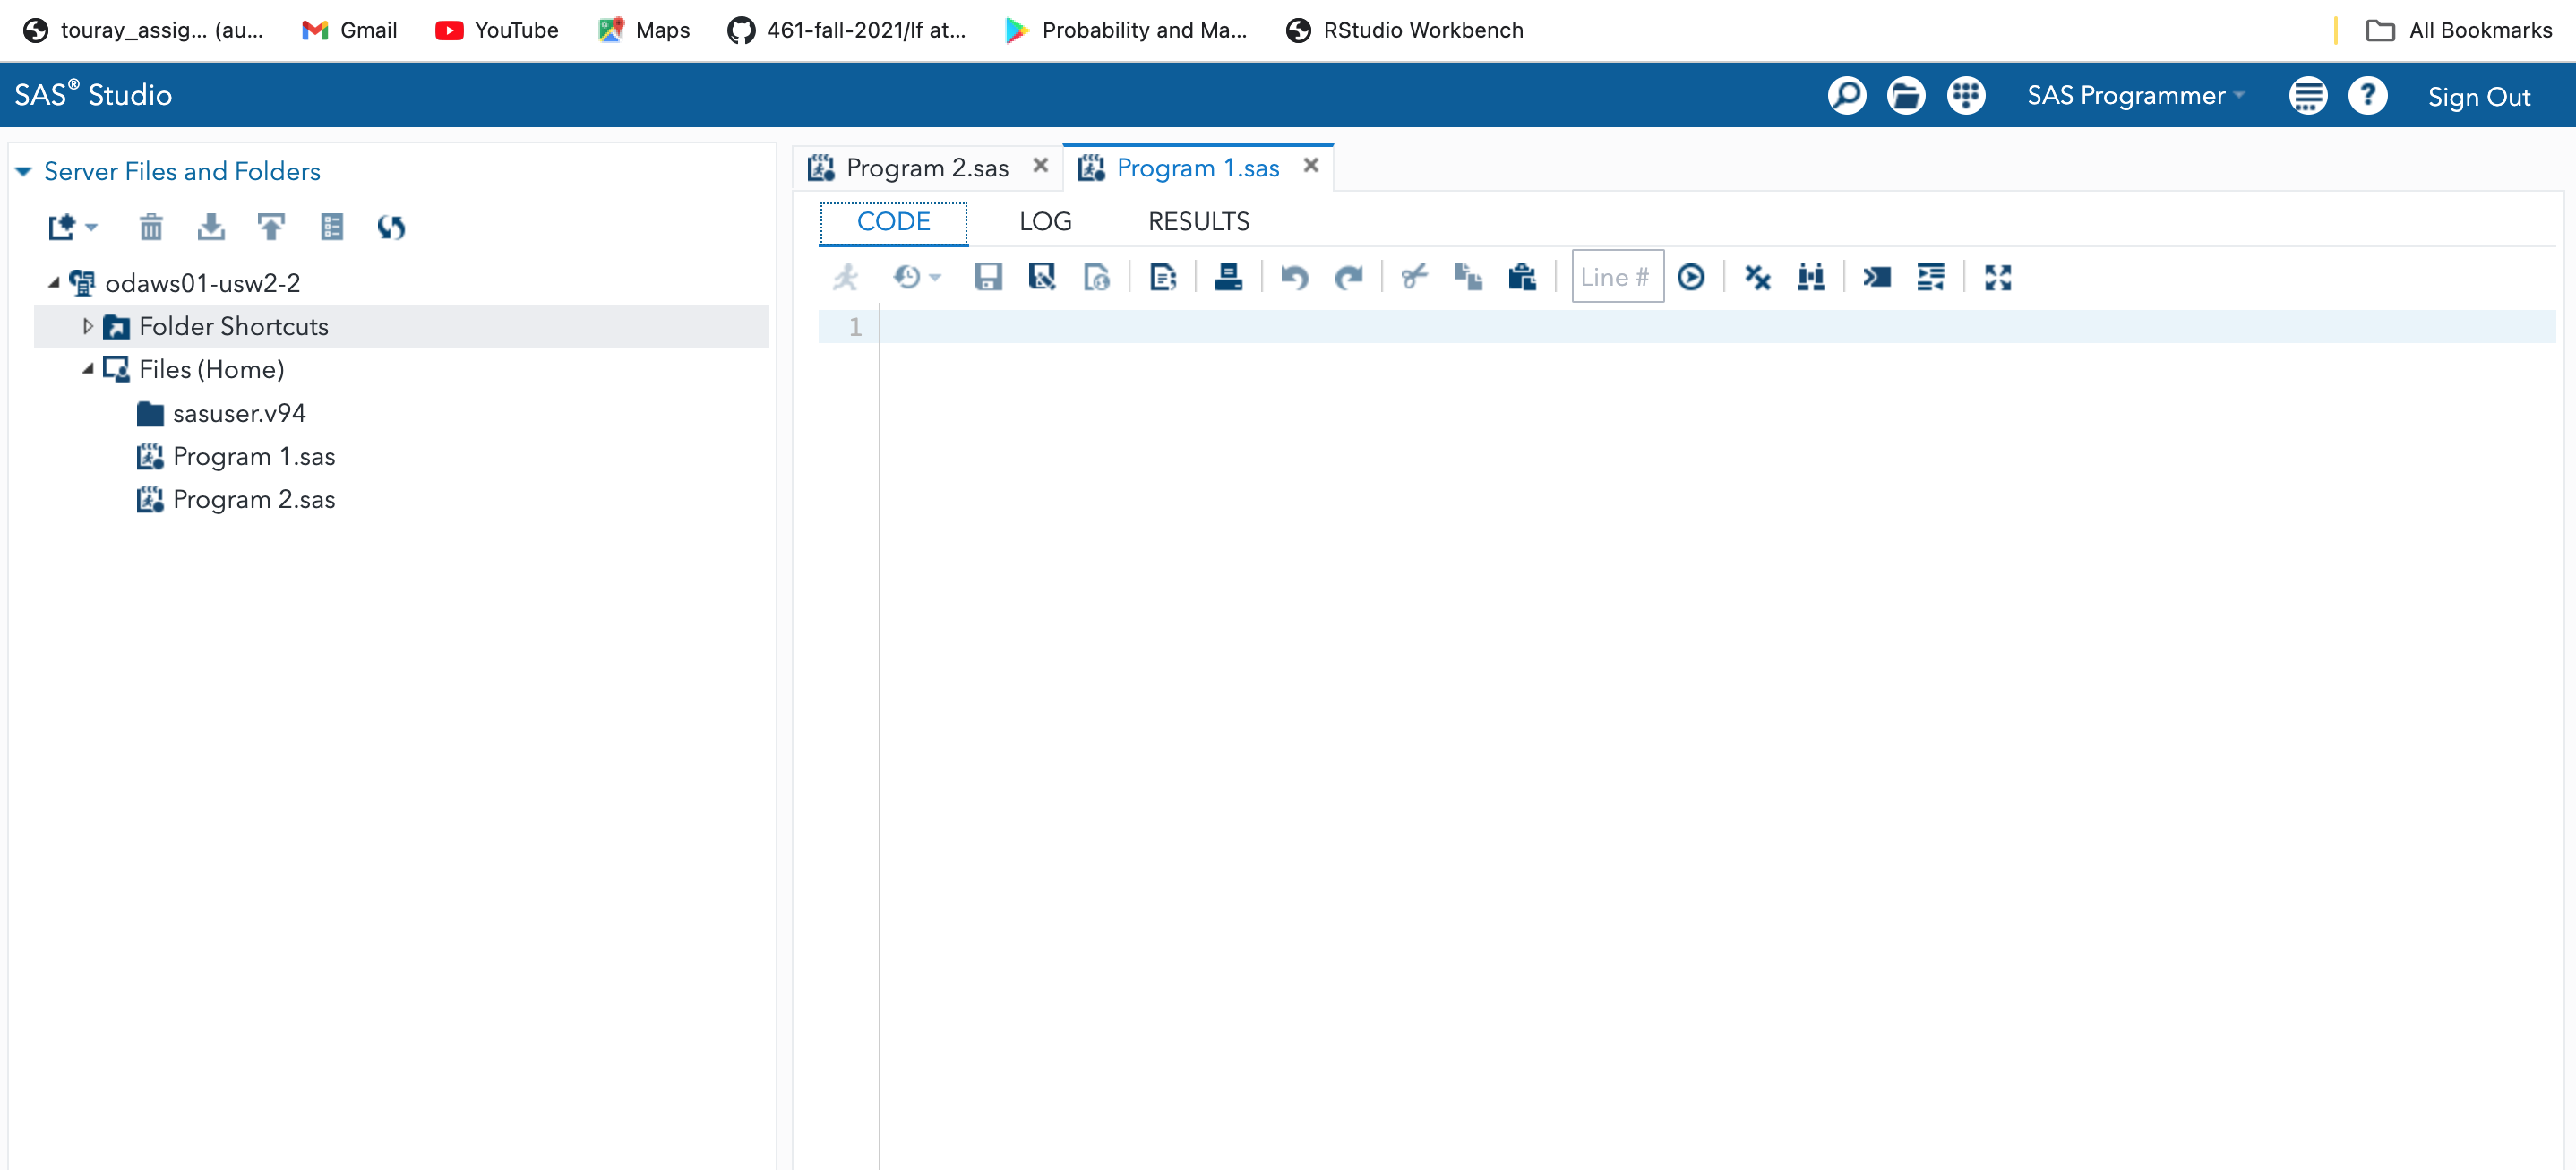 touray_assig... (au... Gmail YouTube Maps 461-fall-2021/lf at... Probability and Ma... RStudio Workbench All Bookmarks
SAS® Studio SAS Programmer ? Sign Out
Server Files and Folders
odaws01-usw2-2
Folder Shortcuts
Files (Home)
sasuser.v94
Program 1.sas
Program 2.sas
Program 2.sas Program 1.sas
CODE LOG RESULTS
Line #
1